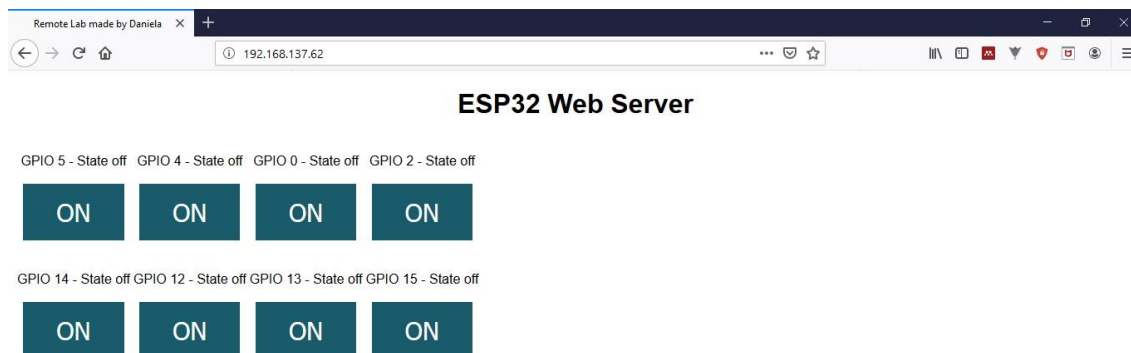 Remote Lab made by Daniela
192.168.137.62
ESP32 Web Server
GPIO 5 - State off GPIO 4 - State off GPIO 0 - State off GPIO 2 - State off
ON ON ON ON
GPIO 14 - State off GPIO 12 - State off GPIO 13 - State off GPIO 15 - State off
ON ON ON ON